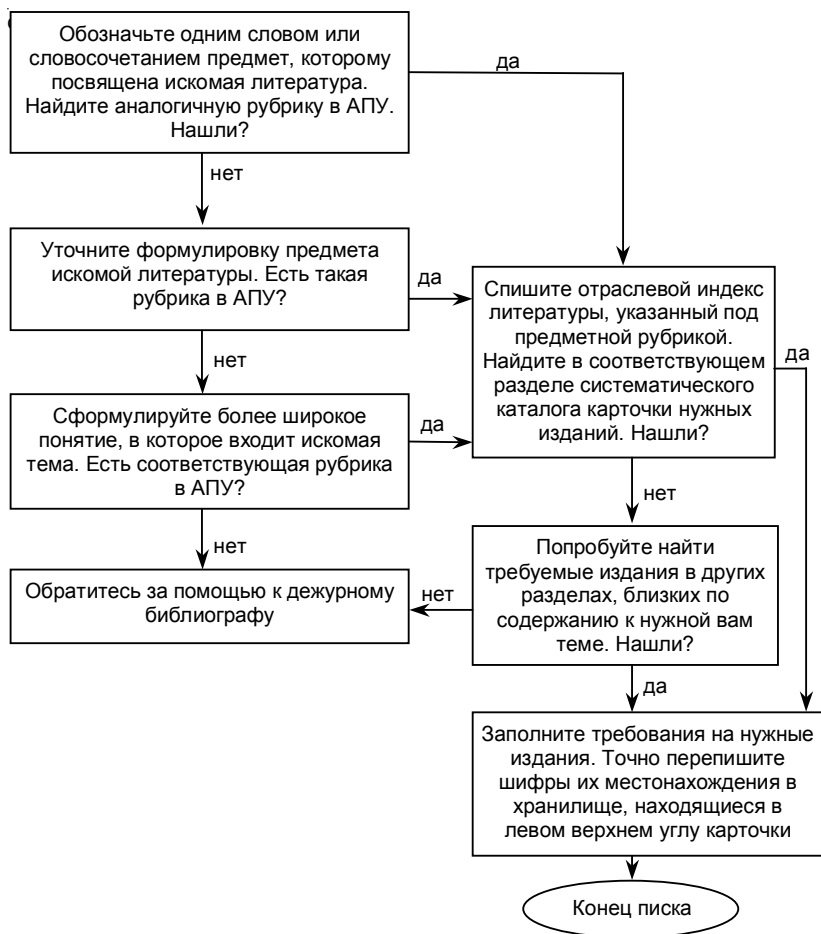 Обозначьте одним словом или
словосочетанием предмет, которому
посвящена искомая литература.
Найдите аналогичную рубрику в АПУ.
Нашли?
да
нет
Уточните формулировку предмета
искомой литературы. Есть такая
рубрика в АПУ?
да
нет
Сформулируйте более широкое
понятие, в которое входит искомая
тема. Есть соответствующая рубрика
в АПУ?
да
нет
Обратитесь за помощью к дежурному
библиографу
Спишите отраслевой индекс
литературы, указанный под
предметной рубрикой.
Найдите в соответствующем
разделе систематического
каталога карточки нужных
изданий. Нашли?
да
нет
Попробуйте найти
требуемые издания в других
разделах, близких по
содержанию к нужной вам
теме. Нашли?
нет
да
Заполните требования на нужные
издания. Точно перепишите
шифры их местонахождения в
хранилище, находящиеся в
левом верхнем углу карточки
Конец писка